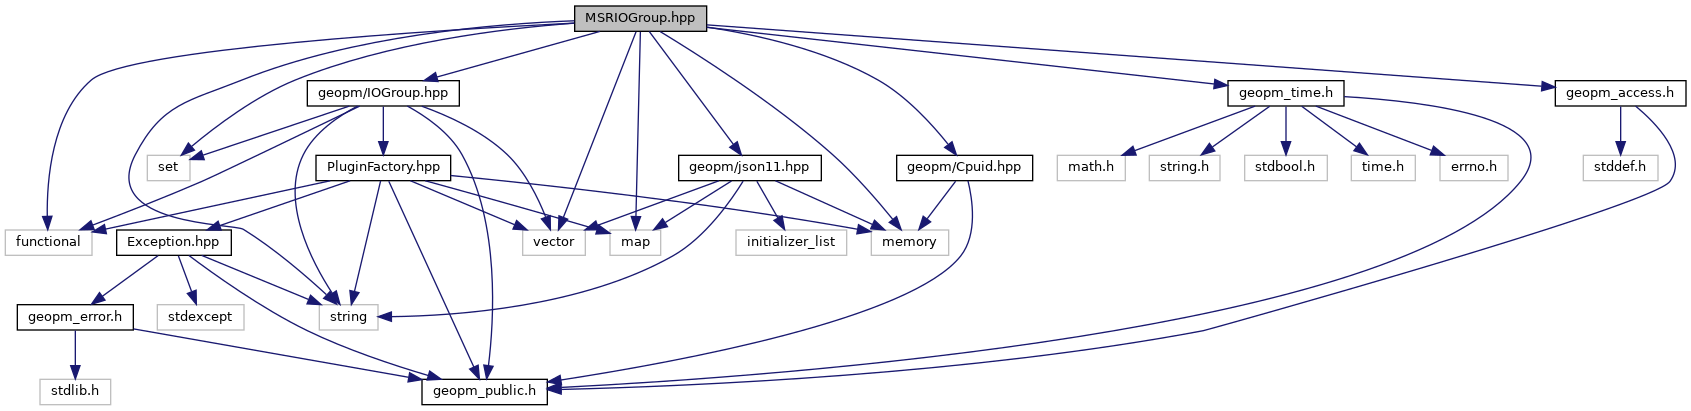 MSRIOGroup.hpp
geopm/IOGroup.hpp
geopm_time.h
geopm_access.h
set
PluginFactory.hpp
geopm/json11.hpp
geopm/Cpuid.hpp
math.h
string.h
stdbool.h
time.h
errno.h
stddef.h
functional
Exception.hpp
vector
map
initializer_list
memory
geopm_error.h
stdexcept
string
stdlib.h
geopm_public.h